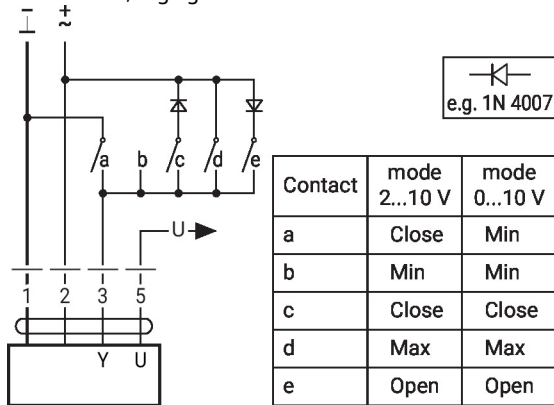 − +
⊥ ~
e.g. 1N 4007
a b c d e
U
1 2 3 5
Y U
Contact mode 2...10 V mode 0...10 V
a Close Min
b Min Min
c Close Close
d Max Max
e Open Open